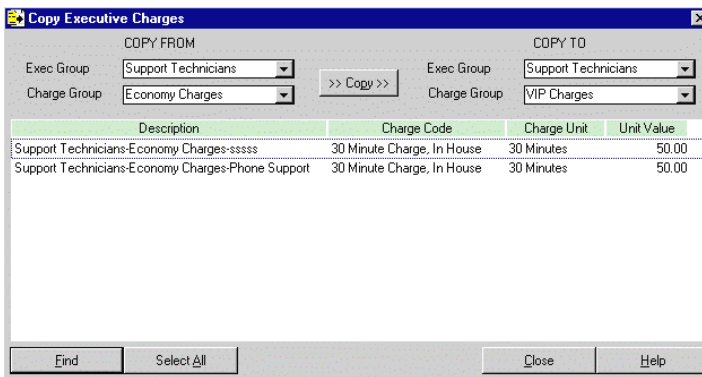 Copy Executive Charges
COPY FROM COPY TO
Exec Group Support Technicians >> Copy >> Exec Group Support Technicians
Charge Group Economy Charges Charge Group VIP Charges
Description Charge Code Charge Unit Unit Value
Support Technicians-Economy Charges-sssss 30 Minute Charge, In House 30 Minutes 50.00
Support Technicians-Economy Charges-Phone Support 30 Minute Charge, In House 30 Minutes 50.00
Find Select All Close Help